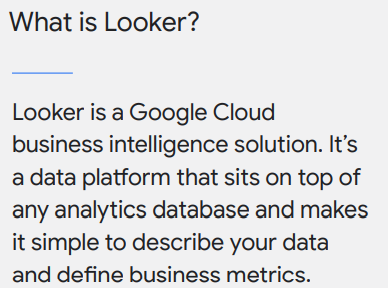 What is Looker?
Looker is a Google Cloud
business intelligence solution. It’s
a data platform that sits on top of
any analytics database and makes
it simple to describe your data
and define business metrics.